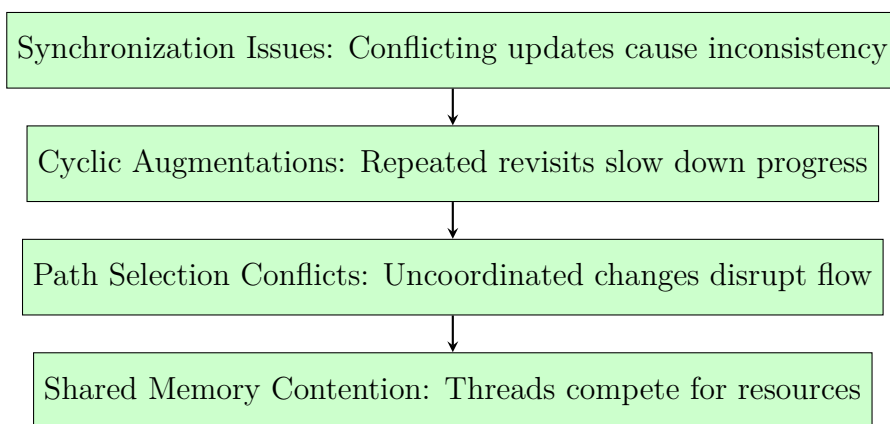 Synchronization Issues: Conflicting updates cause inconsistency
Cyclic Augmentations: Repeated revisits slow down progress
Path Selection Conflicts: Uncoordinated changes disrupt flow
Shared Memory Contention: Threads compete for resources